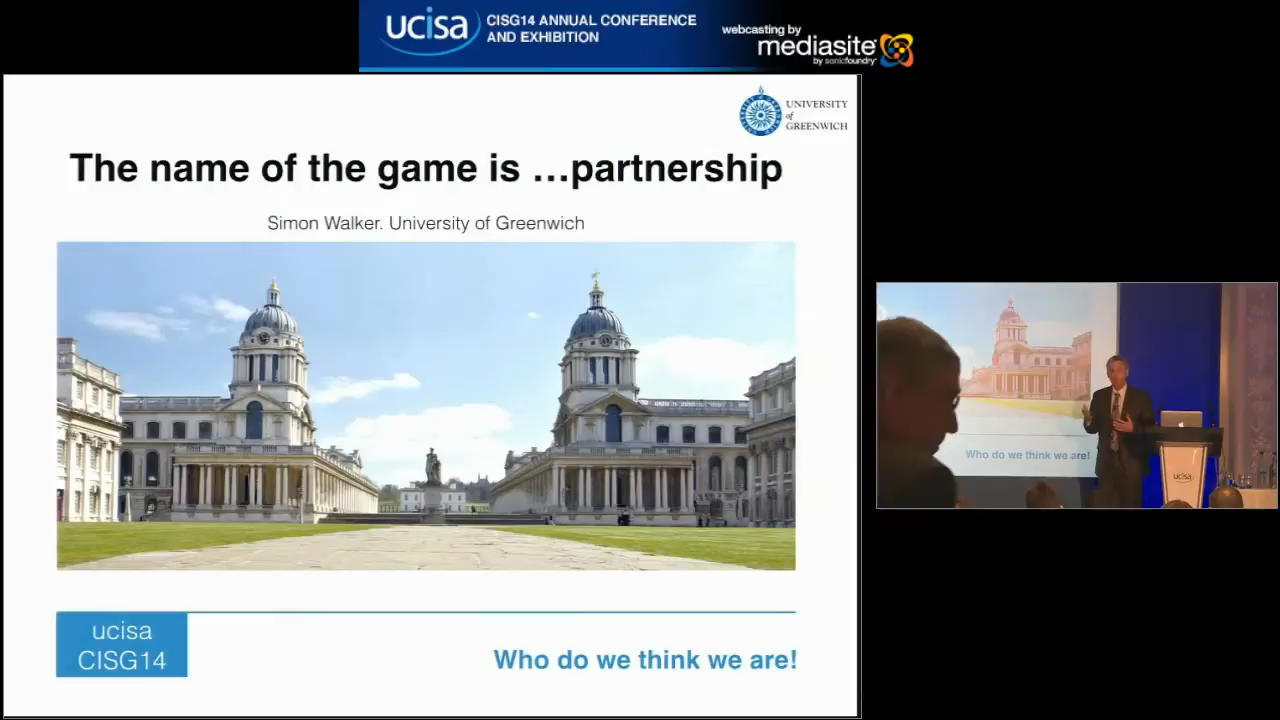 ucisa
CISG14 ANNUAL CONFERENCE
AND EXHIBITION
webcasting by
mediasite
by sonicfoundry
UNIVERSITY
of
GREENWICH
The name of the game is ...partnership
Simon Walker. University of Greenwich
ucisa
CISG14
Who do we think we are!
Who do we think we are!
ucisa